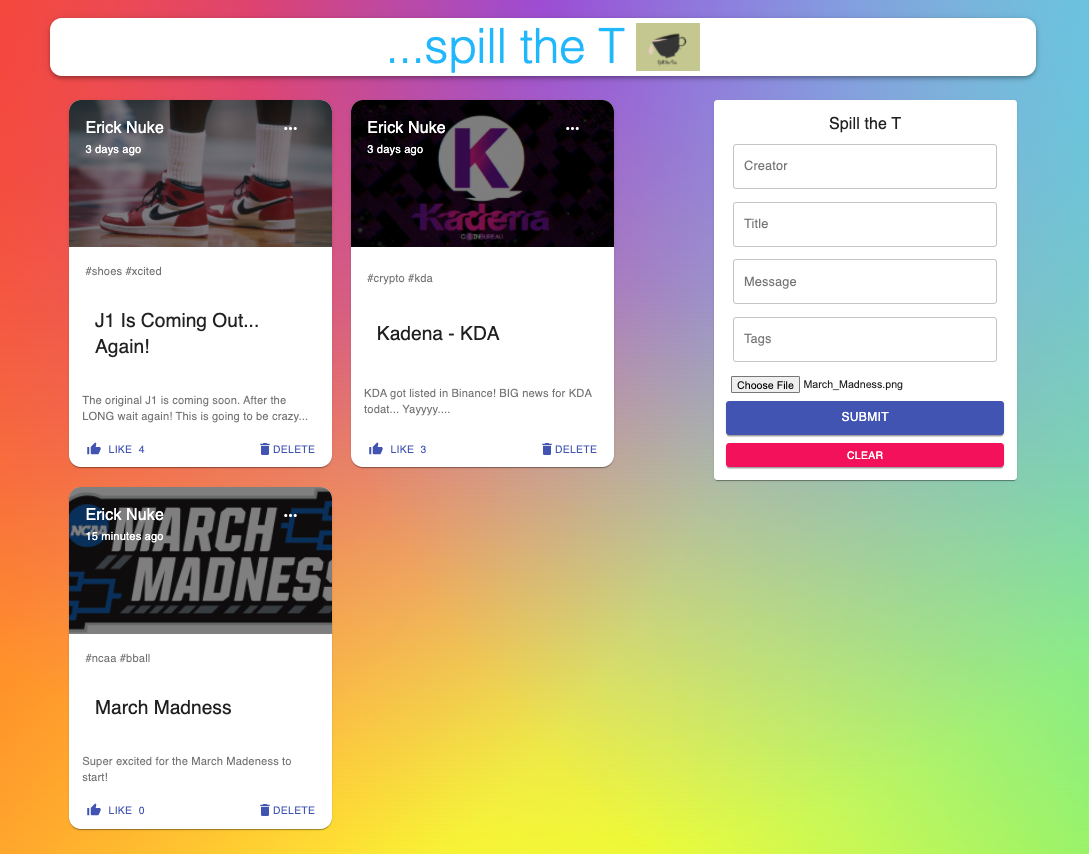 ...spill the T
Spill the Tea
Erick Nuke
3 days ago
#shoes #xcited
J1 Is Coming Out...
Again!
The original J1 is coming soon. After the
LONG wait again! This is going to be crazy...
LIKE 4
DELETE
Erick Nuke
3 days ago
K
Kadena
COINBUREAU
#crypto #kda
Kadena - KDA
KDA got listed in Binance! BIG news for KDA
todat... Yayyyy....
LIKE 3
DELETE
Erick Nuke
15 minutes ago
NCAA
MARCH
MADNESS
#ncaa #bball
March Madness
Super excited for the March Madeness to
start!
LIKE 0
DELETE
Spill the T
Creator
Title
Message
Tags
Choose File March_Madness.png
SUBMIT
CLEAR